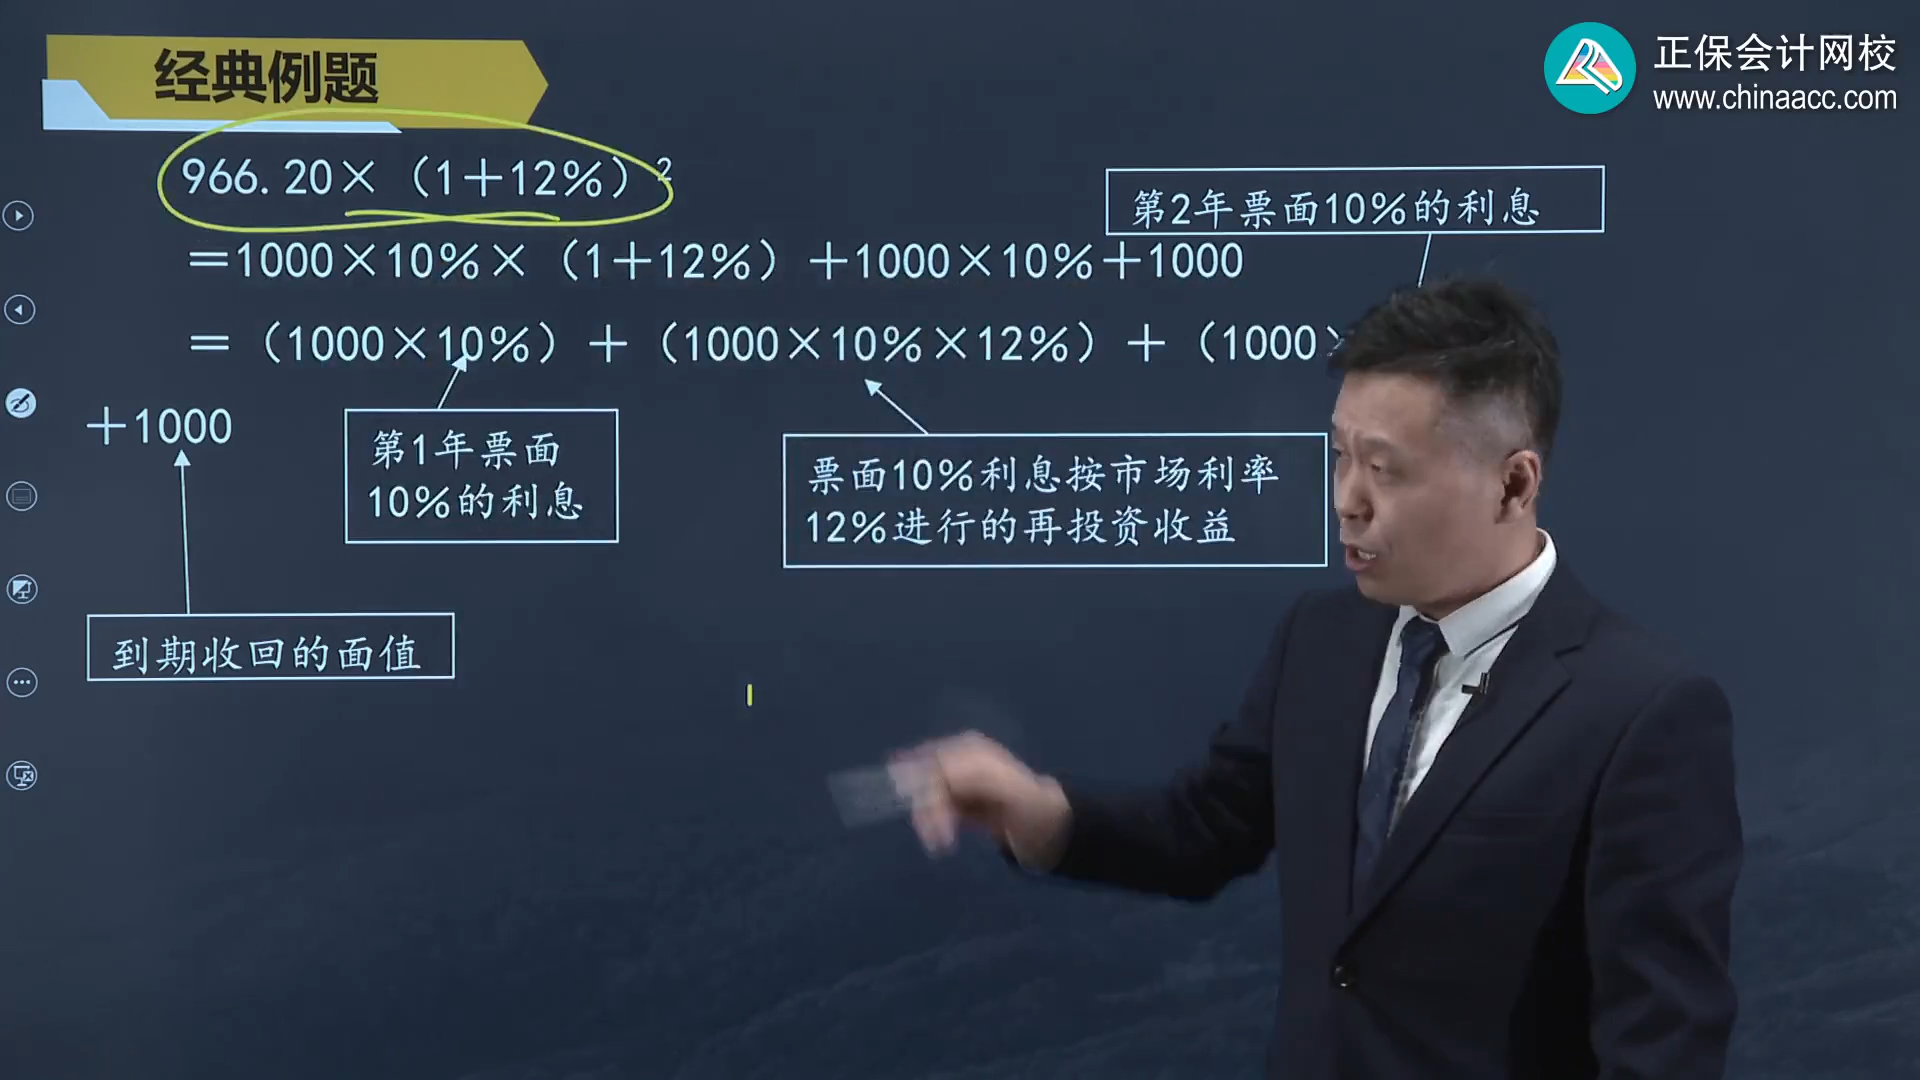 经典例题
正保会计网校
www.chinaacc.com
966.20×（1+12%）2
第2年票面10%的利息
=1000×10%×（1+12%）+1000×10%+1000
=（1000×10%）+（1000×10%×12%）+（1000×
+1000
第1年票面
10%的利息
票面10%利息按市场利率
12%进行的再投资收益
到期收回的面值